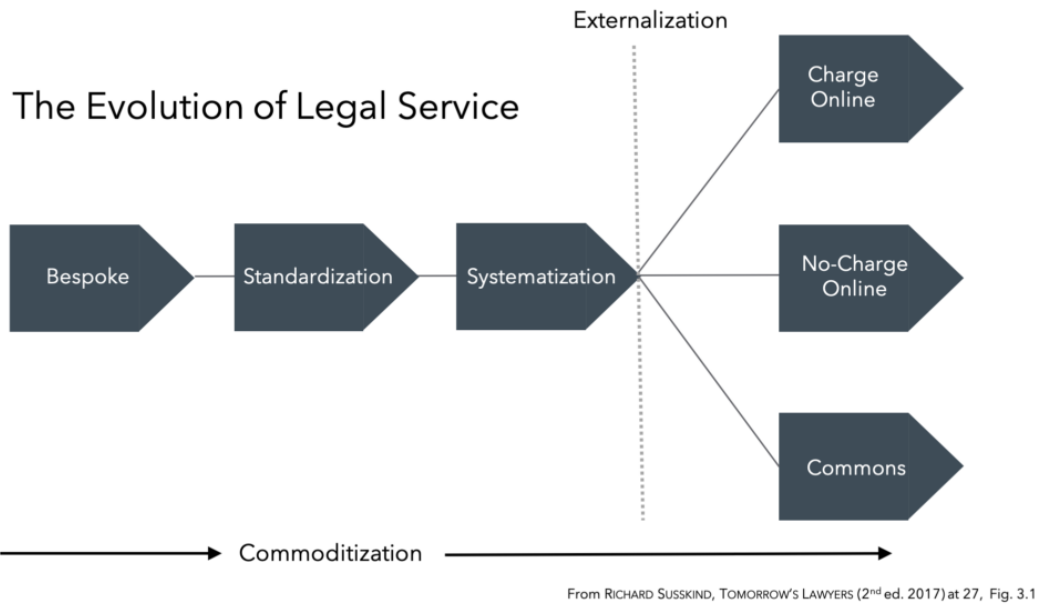 Externalization
The Evolution of Legal Service
Charge
Online
Bespoke
Standardization
Systematization
No-Charge
Online
Commons
Commoditization
From RICHARD SUSSKIND, TOMORROW'S LAWYERS (2nd ed. 2017) at 27, Fig. 3.1